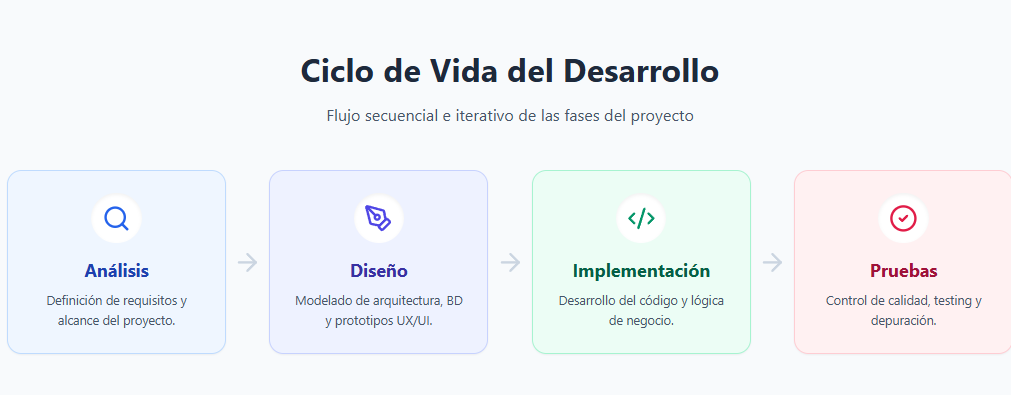 Ciclo de Vida del Desarrollo
Flujo secuencial e iterativo de las fases del proyecto
Análisis
Definición de requisitos y
alcance del proyecto.
Diseño
Modelado de arquitectura, BD
y prototipos UX/UI.
Implementación
Desarrollo del código y lógica
de negocio.
Pruebas
Control de calidad, testing y
depuración.